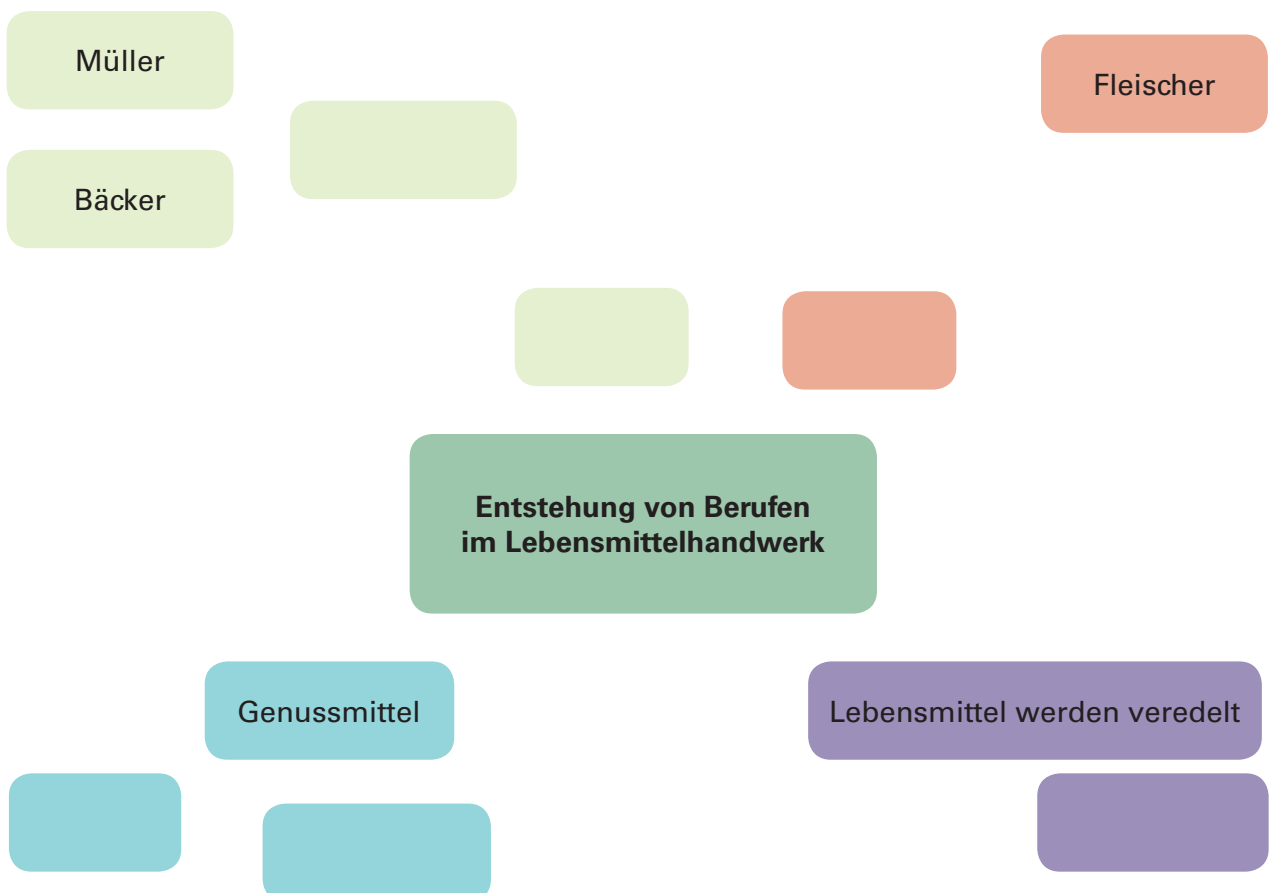 Müller
Fleischer
Bäcker
Entstehung von Berufen
im Lebensmittelhandwerk
Genussmittel
Lebensmittel werden veredelt